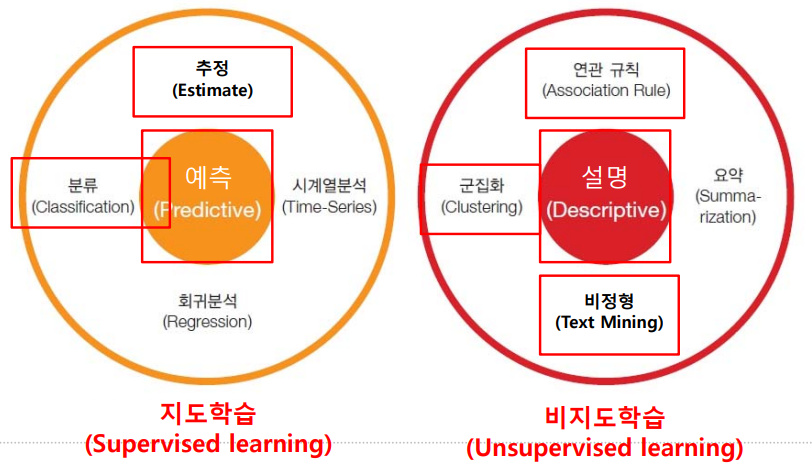 추정
(Estimate)
분류
(Classification)
예측
(Predictive)
시계열분석
(Time-Series)
회귀분석
(Regression)
지도학습
(Supervised learning)
연관 규칙
(Association Rule)
군집화
(Clustering)
설명
(Descriptive)
요약
(Summa-
rization)
비정형
(Text Mining)
비지도학습
(Unsupervised learning)